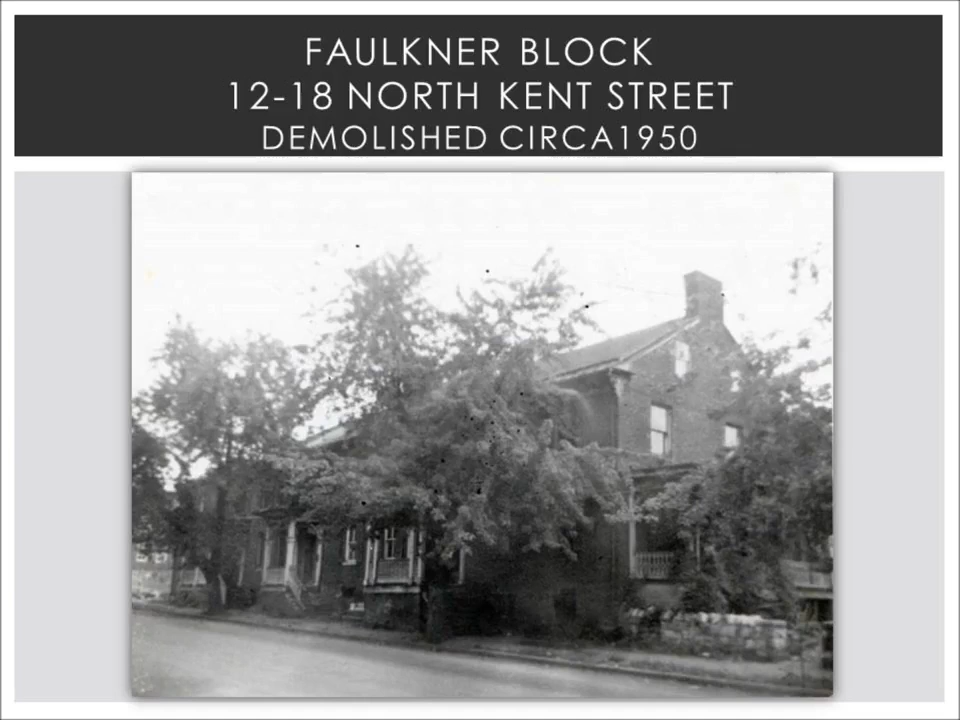 FAULKNER BLOCK
12-18 NORTH KENT STREET
DEMOLISHED CIRCA1950